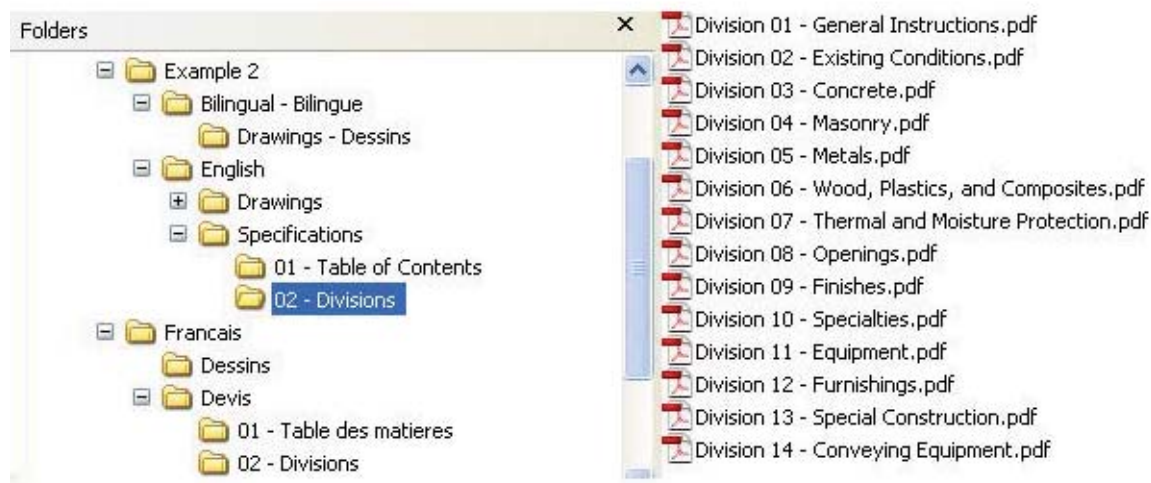 Folders
Example 2
Bilingual - Bilingue
Drawings - Dessins
English
Drawings
Specifications
01 - Table of Contents
02 - Divisions
Francais
Dessins
Devis
01 - Table des matieres
02 - Divisions
Division 01 - General Instructions.pdf
Division 02 - Existing Conditions.pdf
Division 03 - Concrete.pdf
Division 04 - Masonry.pdf
Division 05 - Metals.pdf
Division 06 - Wood, Plastics, and Composites.pdf
Division 07 - Thermal and Moisture Protection.pdf
Division 08 - Openings.pdf
Division 09 - Finishes.pdf
Division 10 - Specialties.pdf
Division 11 - Equipment.pdf
Division 12 - Furnishings.pdf
Division 13 - Special Construction.pdf
Division 14 - Conveying Equipment.pdf